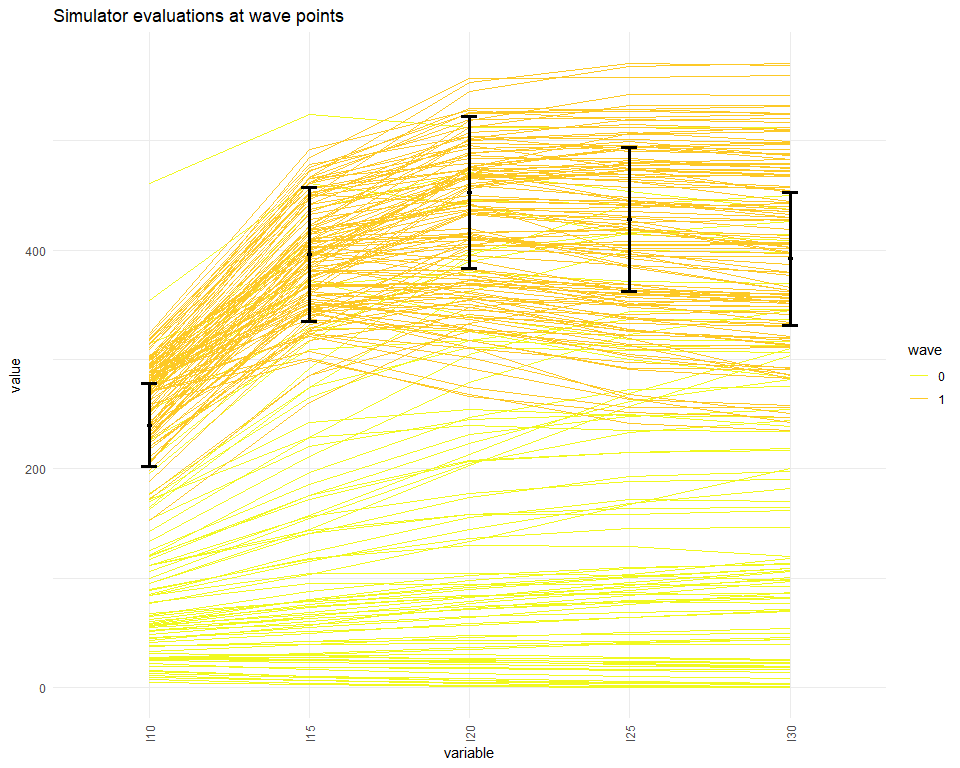 Simulator evaluations at wave points
value
400
200
0
I10
I15
I20
I25
I30
variable
wave
0
1